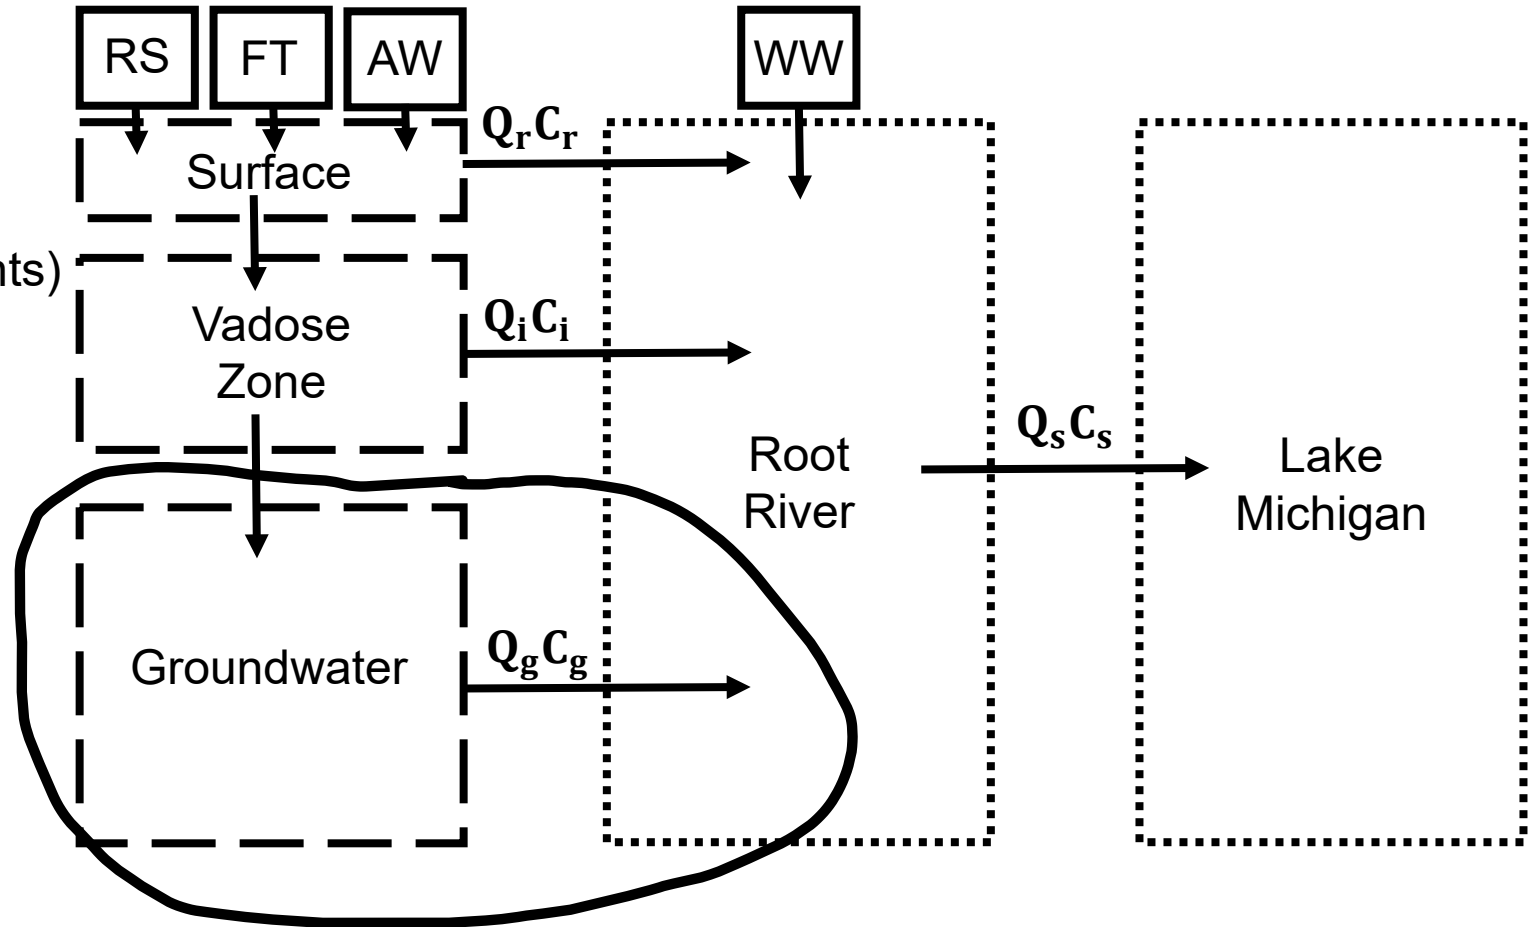 RS
FT
AW
WW
QrCr
Surface
nts)
Vadose
Zone
QiCi
Root
River
QsCs
Lake
Michigan
Groundwater
QgCg